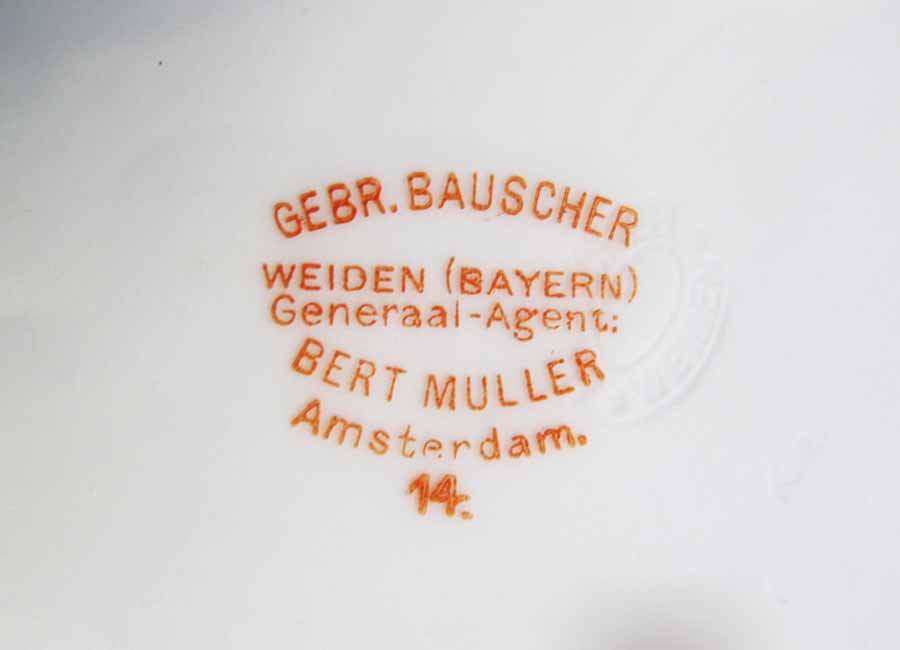 GEBR. BAUSCHER
WEIDEN (BAYERN)
Generaal-Agent:
BERT MULLER
Amsterdam.
14.